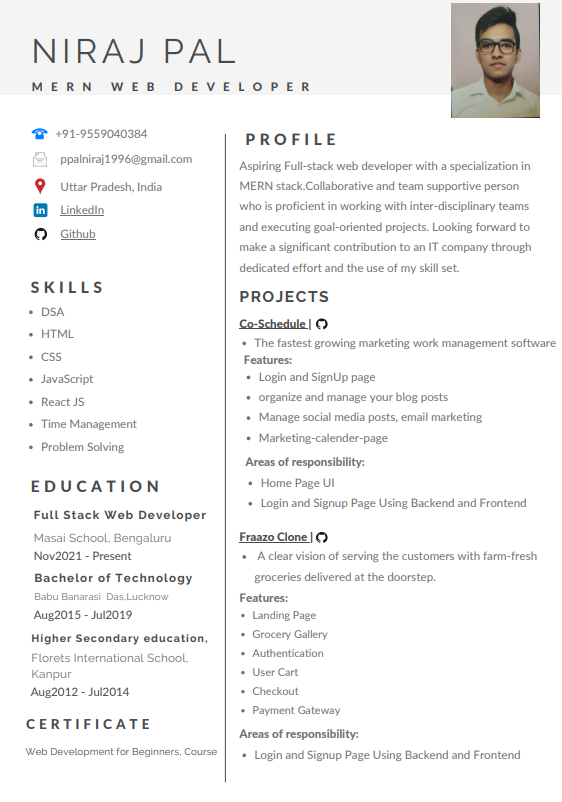 NIRAJ PAL
MERN WEB DEVELOPER
+91-9559040384
ppalniraj1996@gmail.com
Uttar Pradesh, India
LinkedIn
Github
SKILLS
DSA
HTML
CSS
JavaScript
React JS
Time Management
Problem Solving
EDUCATION
Full Stack Web Developer
Masai School, Bengaluru
Nov2021 - Present
Bachelor of Technology
Babu Banarasi Das,Lucknow
Aug2015 - Jul2019
Higher Secondary education,
Florets International School,
Kanpur
Aug2012 - Jul2014
CERTIFICATE
Web Development for Beginners, Course
PROFILE
Aspiring Full-stack web developer with a specialization in
MERN stack.Collaborative and team supportive person
who is proficient in working with inter-disciplinary teams
and executing goal-oriented projects. Looking forward to
make a significant contribution to an IT company through
dedicated effort and the use of my skill set.
PROJECTS
Co-Schedule |
The fastest growing marketing work management software
Features:
Login and SignUp page
organize and manage your blog posts
Manage social media posts, email marketing
Marketing-calender-page
Areas of responsibility:
Home Page UI
Login and Signup Page Using Backend and Frontend
Fraazo Clone |
A clear vision of serving the customers with farm-fresh
groceries delivered at the doorstep.
Features:
Landing Page
Grocery Gallery
Authentication
User Cart
Checkout
Payment Gateway
Areas of responsibility:
Login and Signup Page Using Backend and Frontend